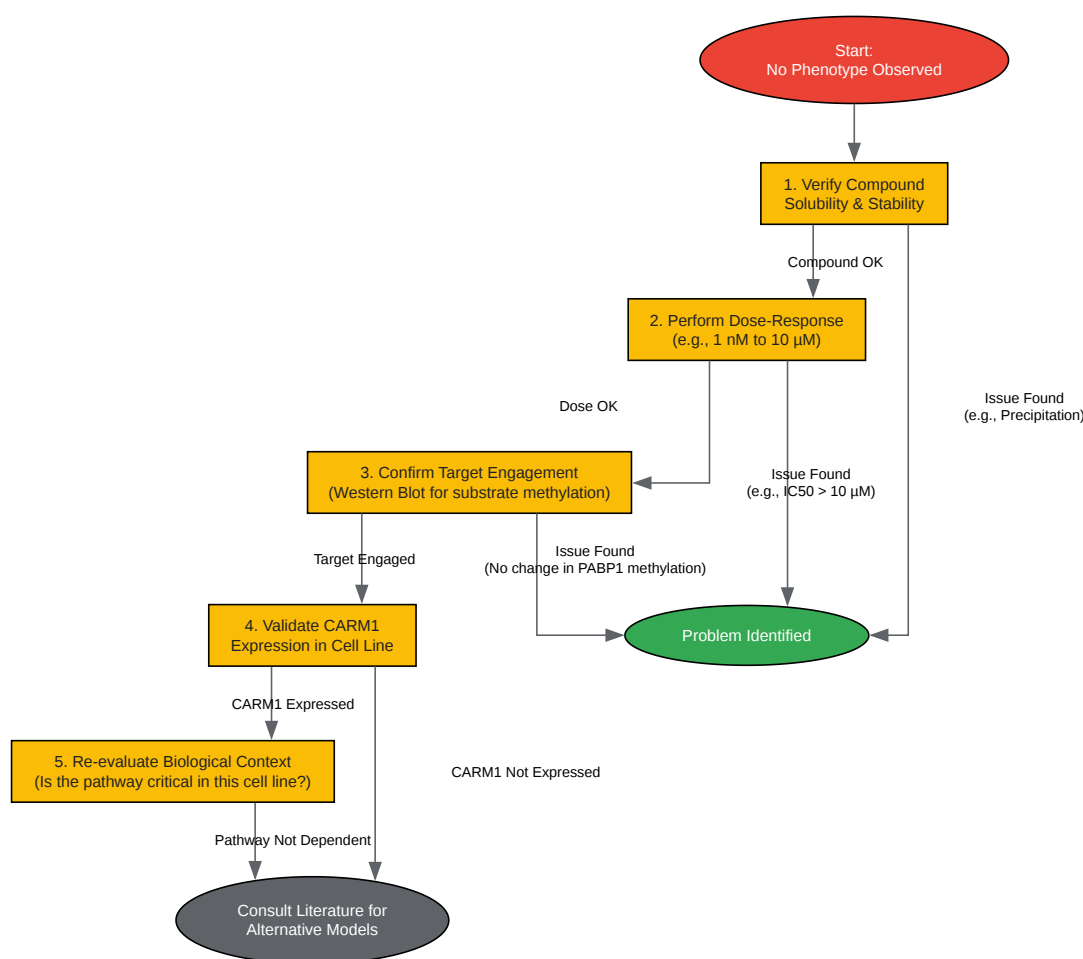 Start:
No Phenotype Observed
1. Verify Compound
Solubility & Stability
Compound OK
2. Perform Dose-Response
(e.g., 1 nM to 10 µM)
Issue Found
(e.g., Precipitation)
Dose OK
3. Confirm Target Engagement
(Western Blot for substrate methylation)
Issue Found
(e.g., IC50 > 10 µM)
Target Engaged
Issue Found
(No change in PABP1 methylation)
4. Validate CARM1
Expression in Cell Line
Problem Identified
CARM1 Expressed
5. Re-evaluate Biological Context
(Is the pathway critical in this cell line?)
CARM1 Not Expressed
Pathway Not Dependent
Consult Literature for
Alternative Models